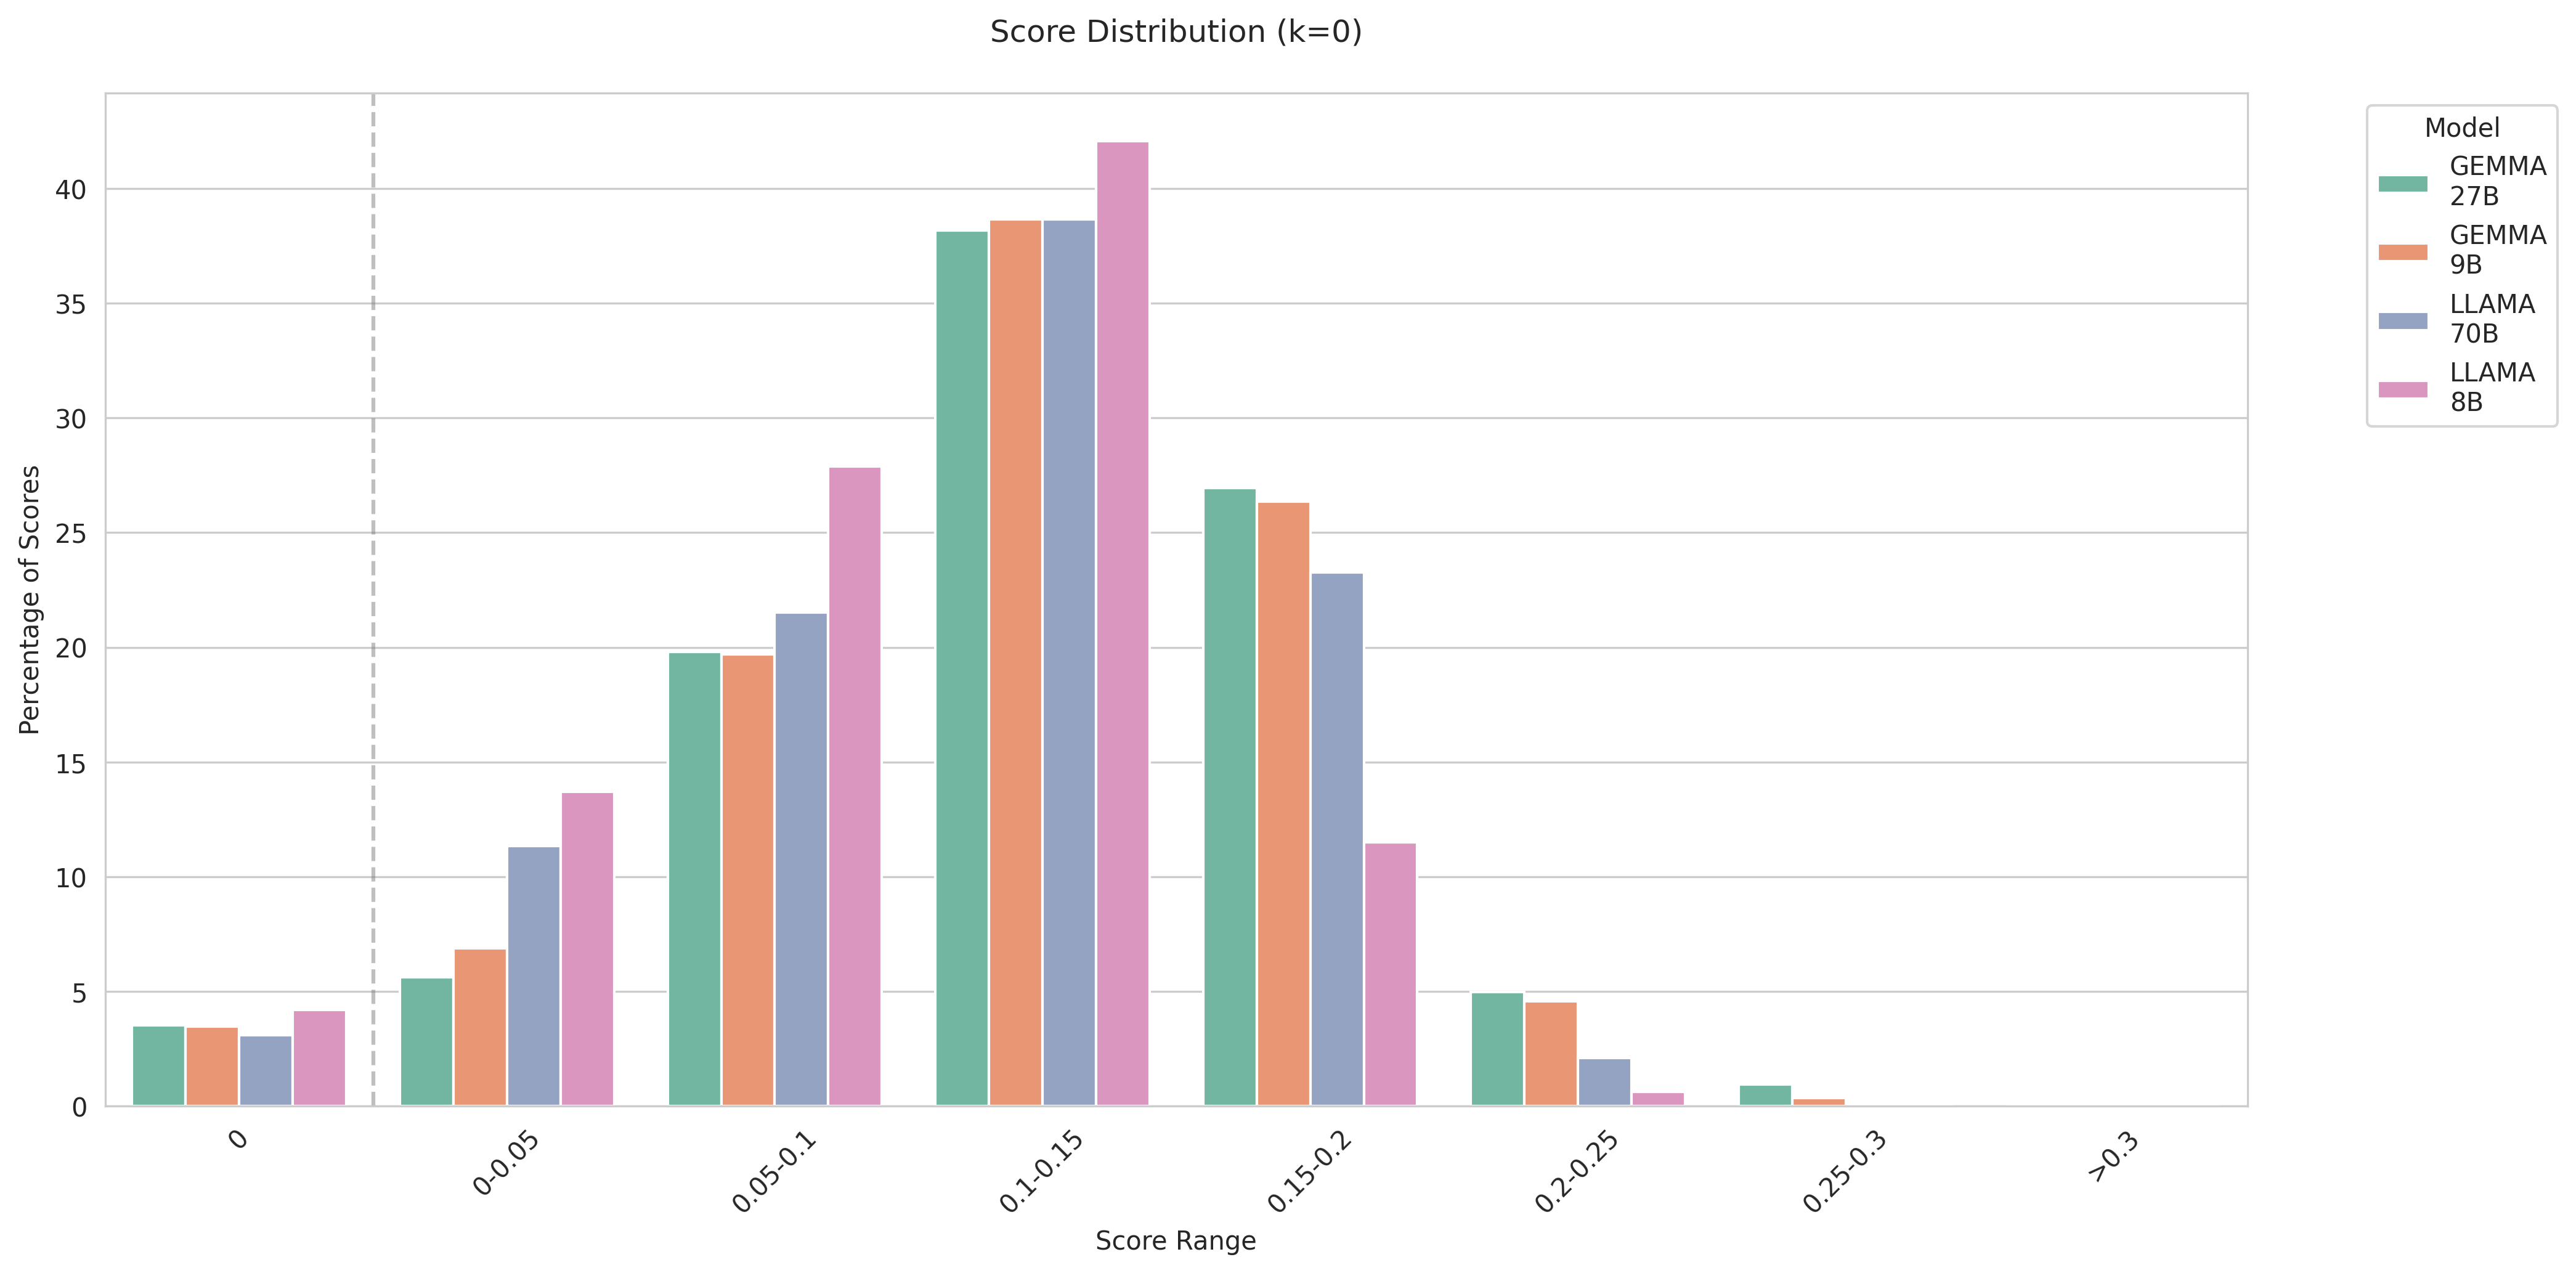 Score Distribution (k=0)
Percentage of Scores
40
35
30
25
20
15
10
5
0
0
0-0.05
0.05-0.1
0.1-0.15
0.15-0.2
0.2-0.25
0.25-0.3
>0.3
Score Range
Model
GEMMA
27B
GEMMA
9B
LLAMA
70B
LLAMA
8B